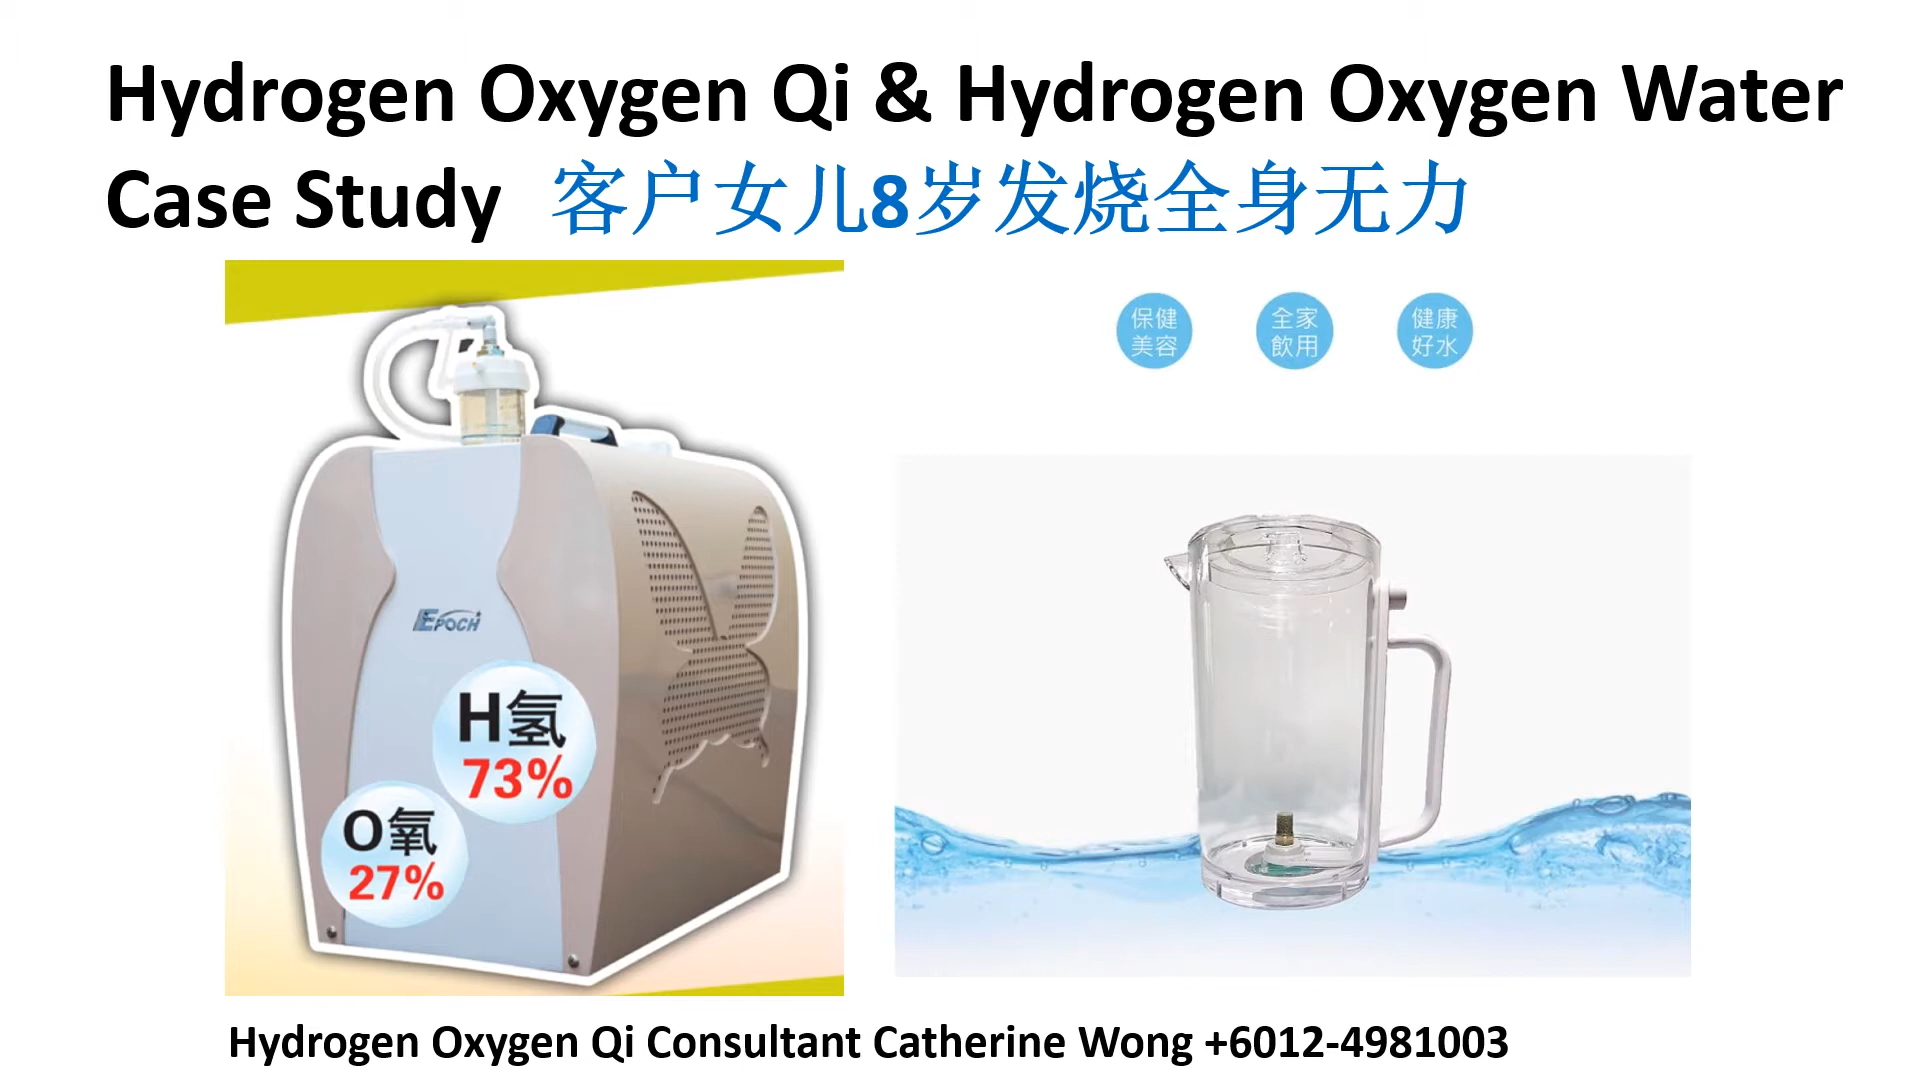 Hydrogen Oxygen Qi & Hydrogen Oxygen Water
Case Study 客户女儿8岁发烧全身无力
保健
美容
全家
飲用
健康
好水
EPOCH
H氢
73%
O氧
27%
Hydrogen Oxygen Qi Consultant Catherine Wong +6012-4981003